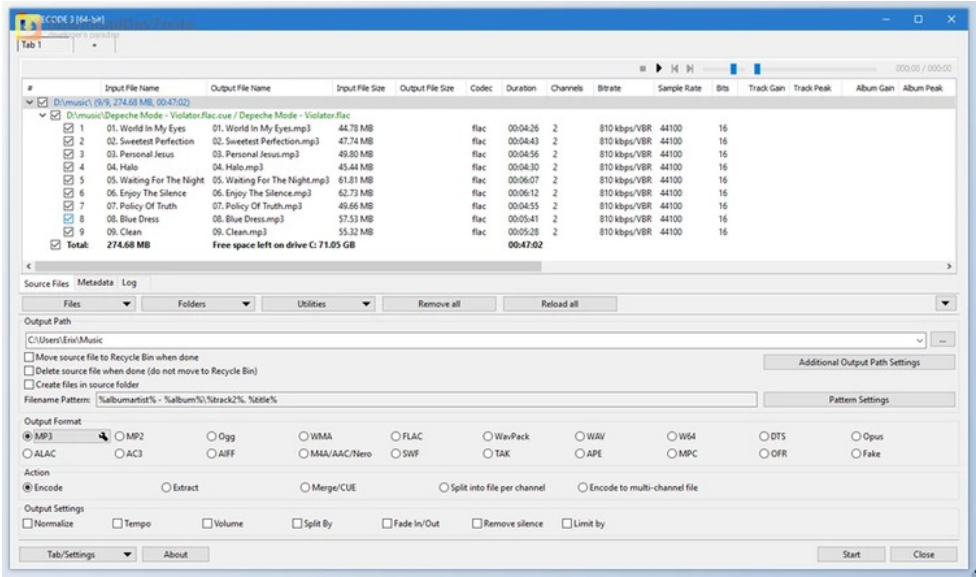 ECODE 3 [64-bit]
developer's paradise
Tab 1 +
000:00 / 000:00
# Input File Name Output File Name Input File Size Output File Size Codec Duration Channels Bitrate Sample Rate Bits Track Gain Track Peak Album Gain Album Peak
D:\music\ (9/9, 274.68 MB, 00:47:02)
D:\music\Depeche Mode - Violator.flac.cue / Depeche Mode - Violator.flac
1 01. World In My Eyes 01. World In My Eyes.mp3 44.78 MB flac 00:04:26 2 810 kbps/VBR 44100 16
2 02. Sweetest Perfection 02. Sweetest Perfection.mp3 47.74 MB flac 00:04:43 2 810 kbps/VBR 44100 16
3 03. Personal Jesus 03. Personal Jesus.mp3 49.80 MB flac 00:04:56 2 810 kbps/VBR 44100 16
4 04. Halo 04. Halo.mp3 45.44 MB flac 00:04:30 2 810 kbps/VBR 44100 16
5 05. Waiting For The Night 05. Waiting For The Night.mp3 61.81 MB flac 00:06:07 2 810 kbps/VBR 44100 16
6 06. Enjoy The Silence 06. Enjoy The Silence.mp3 62.73 MB flac 00:06:12 2 810 kbps/VBR 44100 16
7 07. Policy Of Truth 07. Policy Of Truth.mp3 49.66 MB flac 00:04:55 2 810 kbps/VBR 44100 16
8 08. Blue Dress 08. Blue Dress.mp3 57.53 MB flac 00:05:41 2 810 kbps/VBR 44100 16
9 09. Clean 09. Clean.mp3 55.32 MB flac 00:05:28 2 810 kbps/VBR 44100 16
Total: 274.68 MB Free space left on drive C: 71.05 GB 00:47:02
Source Files Metadata Log
Files Folders Utilities Remove all Reload all
Output Path
C:\Users\Erix\Music ...
Move source file to Recycle Bin when done
Delete source file when done (do not move to Recycle Bin) Additional Output Path Settings
Create files in source folder
Filename Pattern: %albumartist% - %album%\%track2%. %title% Pattern Settings
Output Format
MP3 MP2 Ogg WMA FLAC WavPack WAV W64 DTS Opus
ALAC AC3 AIFF M4A/AAC/Nero SWF TAK APE MPC OFR Fake
Action
Encode Extract Merge/CUE Split into file per channel Encode to multi-channel file
Output Settings
Normalize Tempo Volume Split By Fade In/Out Remove silence Limit by
Tab/Settings About Start Close